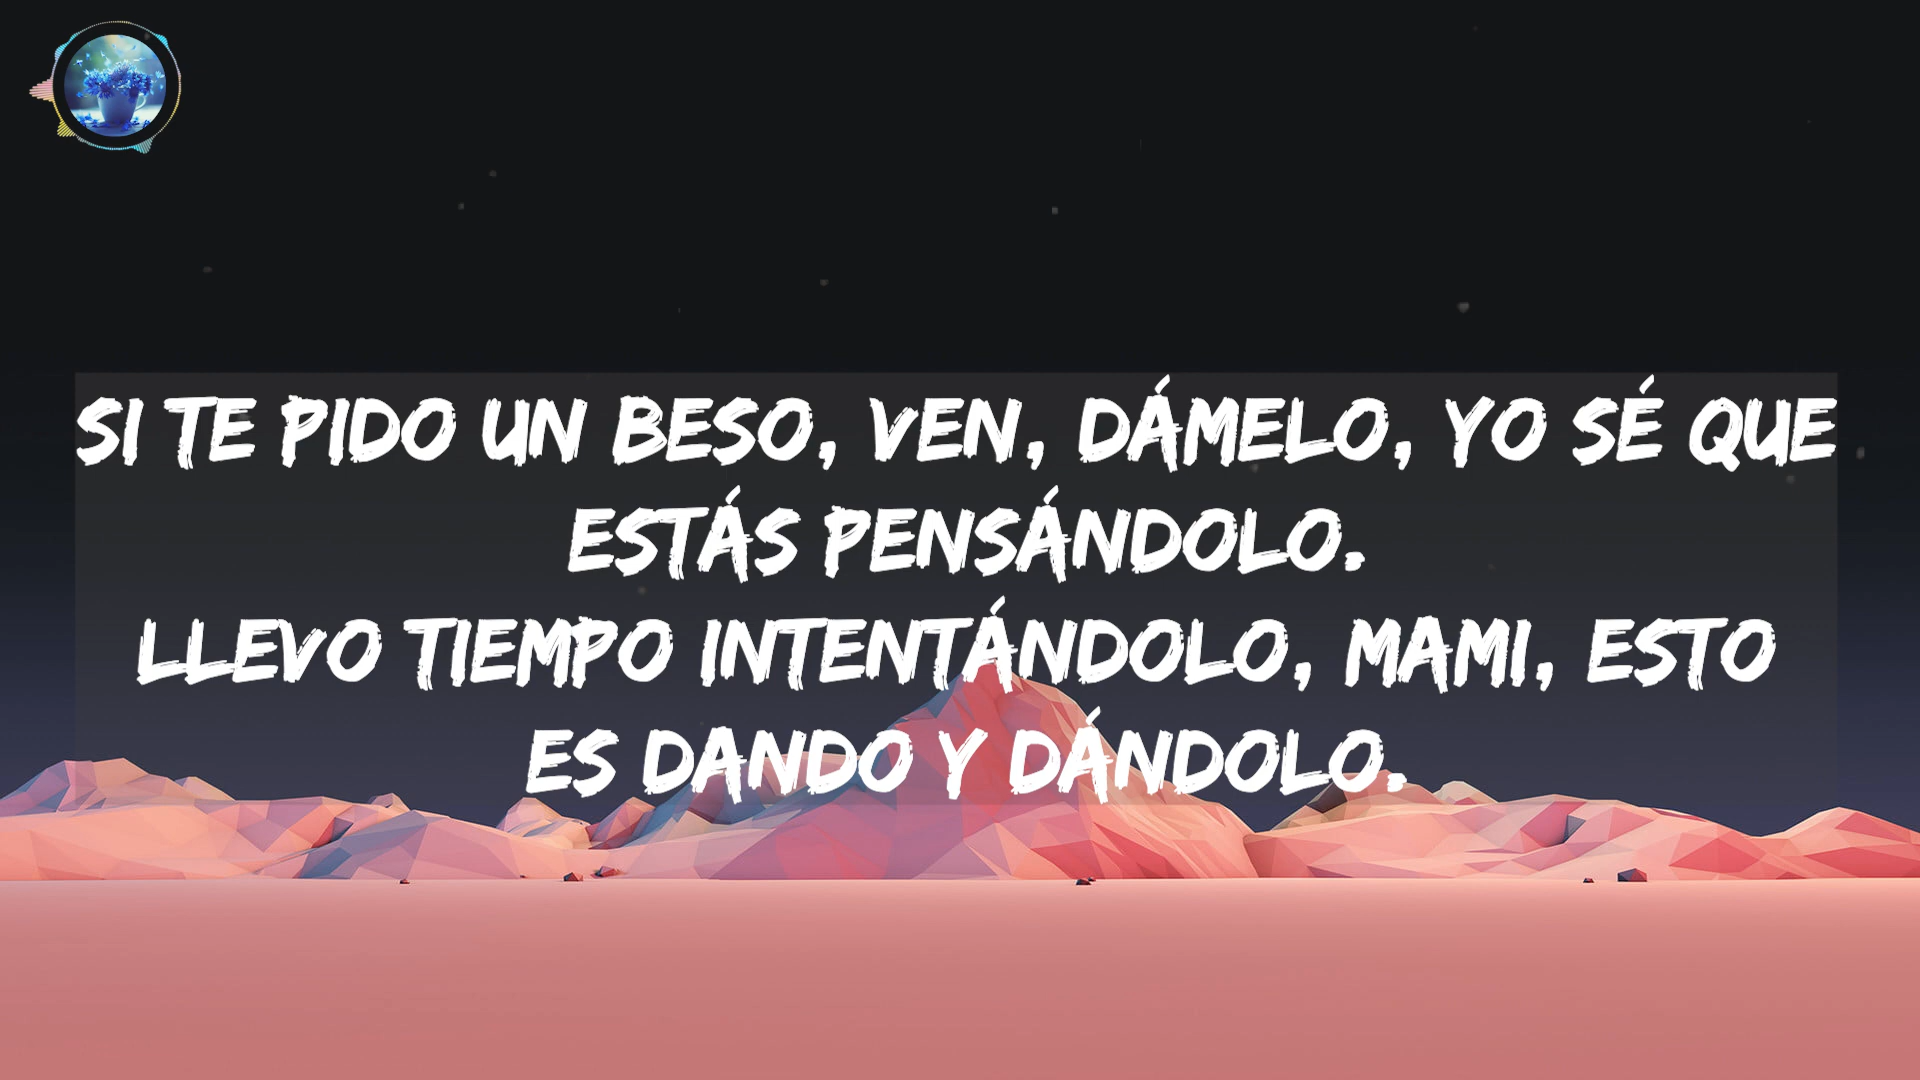 SI TE PIDO UN BESO, VEN, DÁMELO, YO SÉ QUE
ESTÁS PENSÁNDOLO.
LLEVO TIEMPO INTENTÁNDOLO, MAMI, ESTO
ES DANDO Y DÁNDOLO.